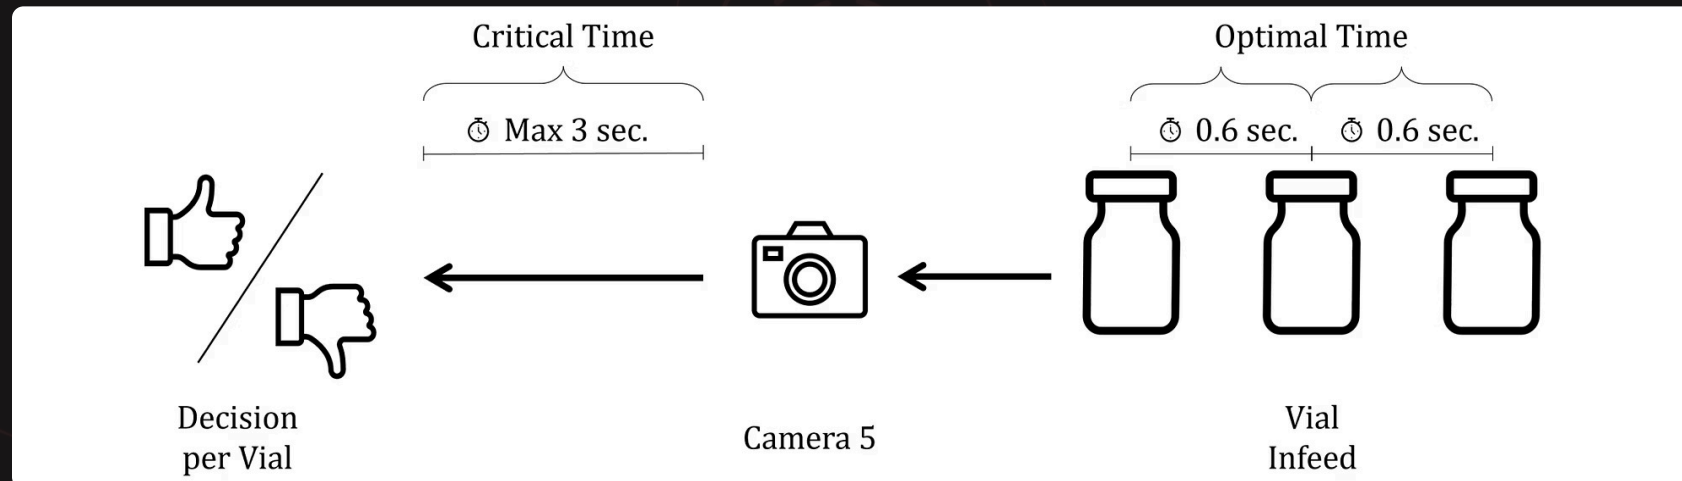 Critical Time
Optimal Time
Max 3 sec.
0.6 sec.
0.6 sec.
Decision
per Vial
Camera 5
Vial
Infeed